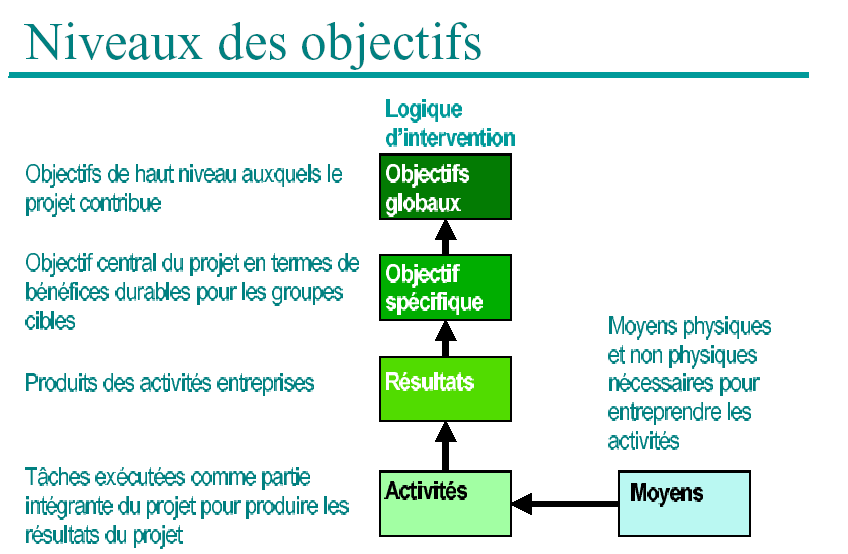 Niveaux des objectifs
Logique
d'intervention
Objectifs de haut niveau auxquels le
projet contribue
Objectifs
globaux
Objectif central du projet en termes de
bénéfices durables pour les groupes
cibles
Objectif
spécifique
Moyens physiques
et non physiques
nécessaires pour
entreprendre les
activités
Produits des activités entreprises
Résultats
Tâches exécutées comme partie
intégrante du projet pour produire les
résultats du projet
Activités
Moyens